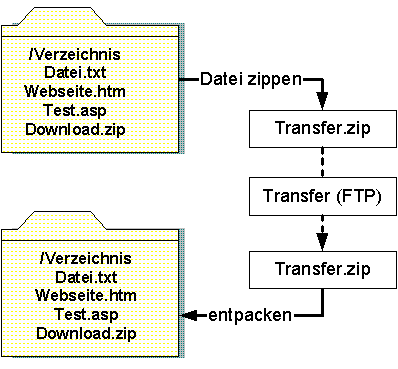 /Verzeichnis
Datei.txt
Webseite.htm
Test.asp
Download.zip
Datei zippen
Transfer.zip
Transfer (FTP)
Transfer.zip
entpacken
/Verzeichnis
Datei.txt
Webseite.htm
Test.asp
Download.zip